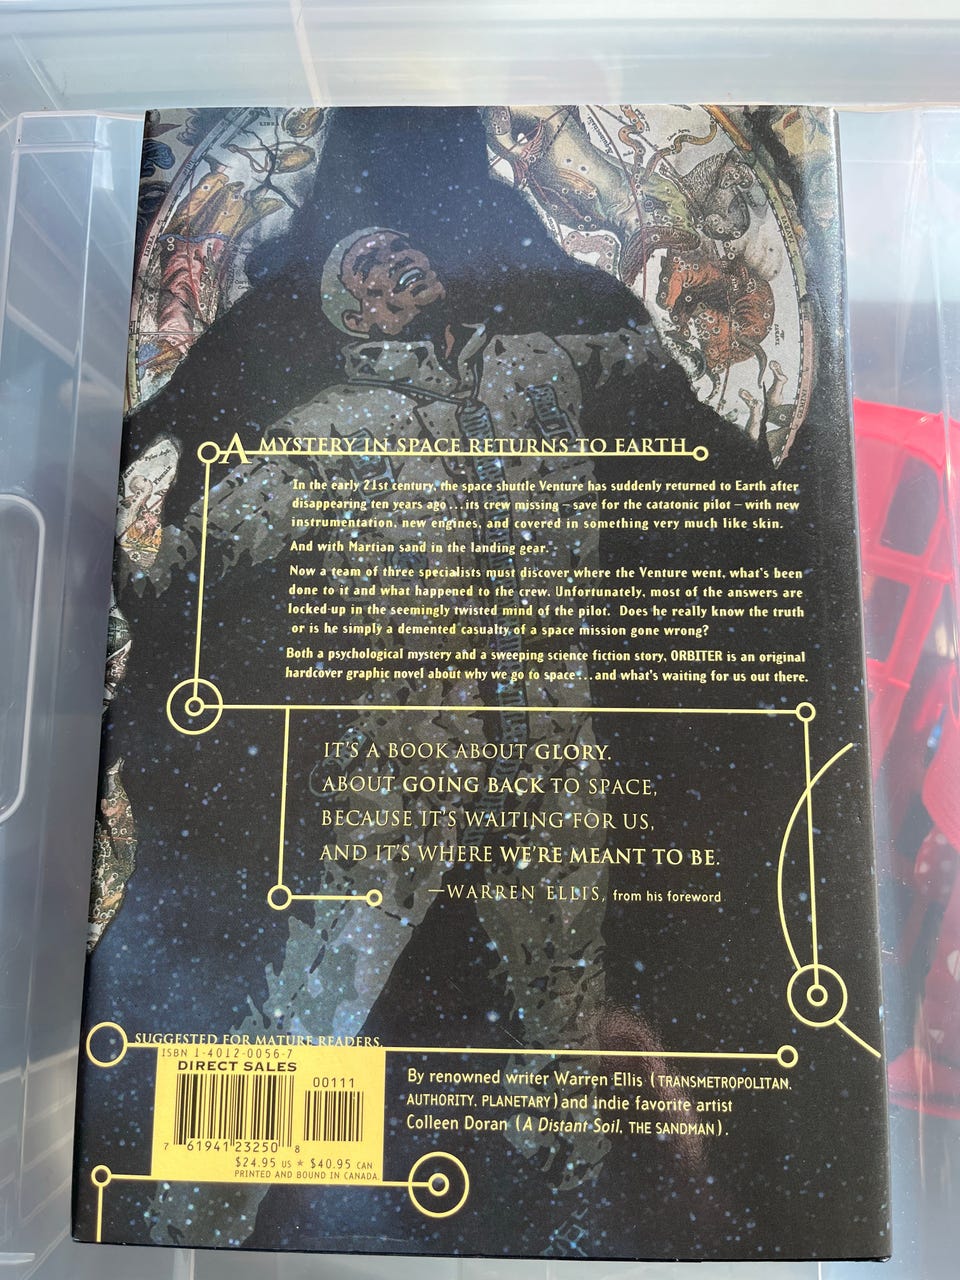 A MYSTERY IN SPACE RETURNS TO EARTH
In the early 21st century, the space shuttle Venture has suddenly returned to Earth after
disappearing ten years ago...its crew missing – save for the catatonic pilot – with new
instrumentation, new engines, and covered in something very much like skin.
And with Martian sand in the landing gear.
Now a team of three specialists must discover where the Venture went, what's been
done to it and what happened to the crew. Unfortunately, most of the answers are
locked up in the seemingly twisted mind of the pilot. Does he really know the truth
or is he simply a demented casualty of a space mission gone wrong?
Both a psychological mystery and a sweeping science fiction story, ORBITER is an original
hardcover graphic novel about why we go to space...and what's waiting for us out there.
IT'S A BOOK ABOUT GLORY.
ABOUT GOING BACK TO SPACE,
BECAUSE IT'S WAITING FOR US,
AND IT'S WHERE WE'RE MEANT TO BE.
—WARREN ELLIS, from his foreword
SUGGESTED FOR MATURE READERS.
ISBN 1-4012-0056-7
DIRECT SALES
00111
7 61941 23250 8
$24.95 US ★ $40.95 CAN
PRINTED AND BOUND IN CANADA.
By renowned writer Warren Ellis (TRANSMETROPOLITAN,
AUTHORITY, PLANETARY) and indie favorite artist
Colleen Doran (A Distant Soil, THE SANDMAN).